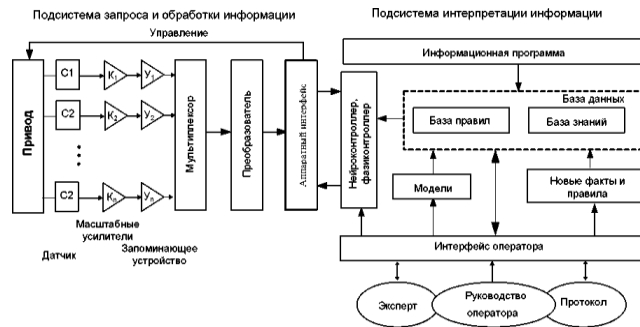 Подсистема запроса и обработки информации
Подсистема интерпретации информации
Управление
Привод
С1
К1
У1
С2
К2
У2
С2
Кn
Уn
Мультиплексор
Преобразователь
Аппаратный интерфейс
Масштабные
усилители
Запоминающее
устройство
Датчик
Нейроконтроллер,
фазиконтроллер
Информационная программа
База данных
База правил
База знаний
Модели
Новые факты и
правила
Интерфейс оператора
Эксперт
Руководство
оператора
Протокол